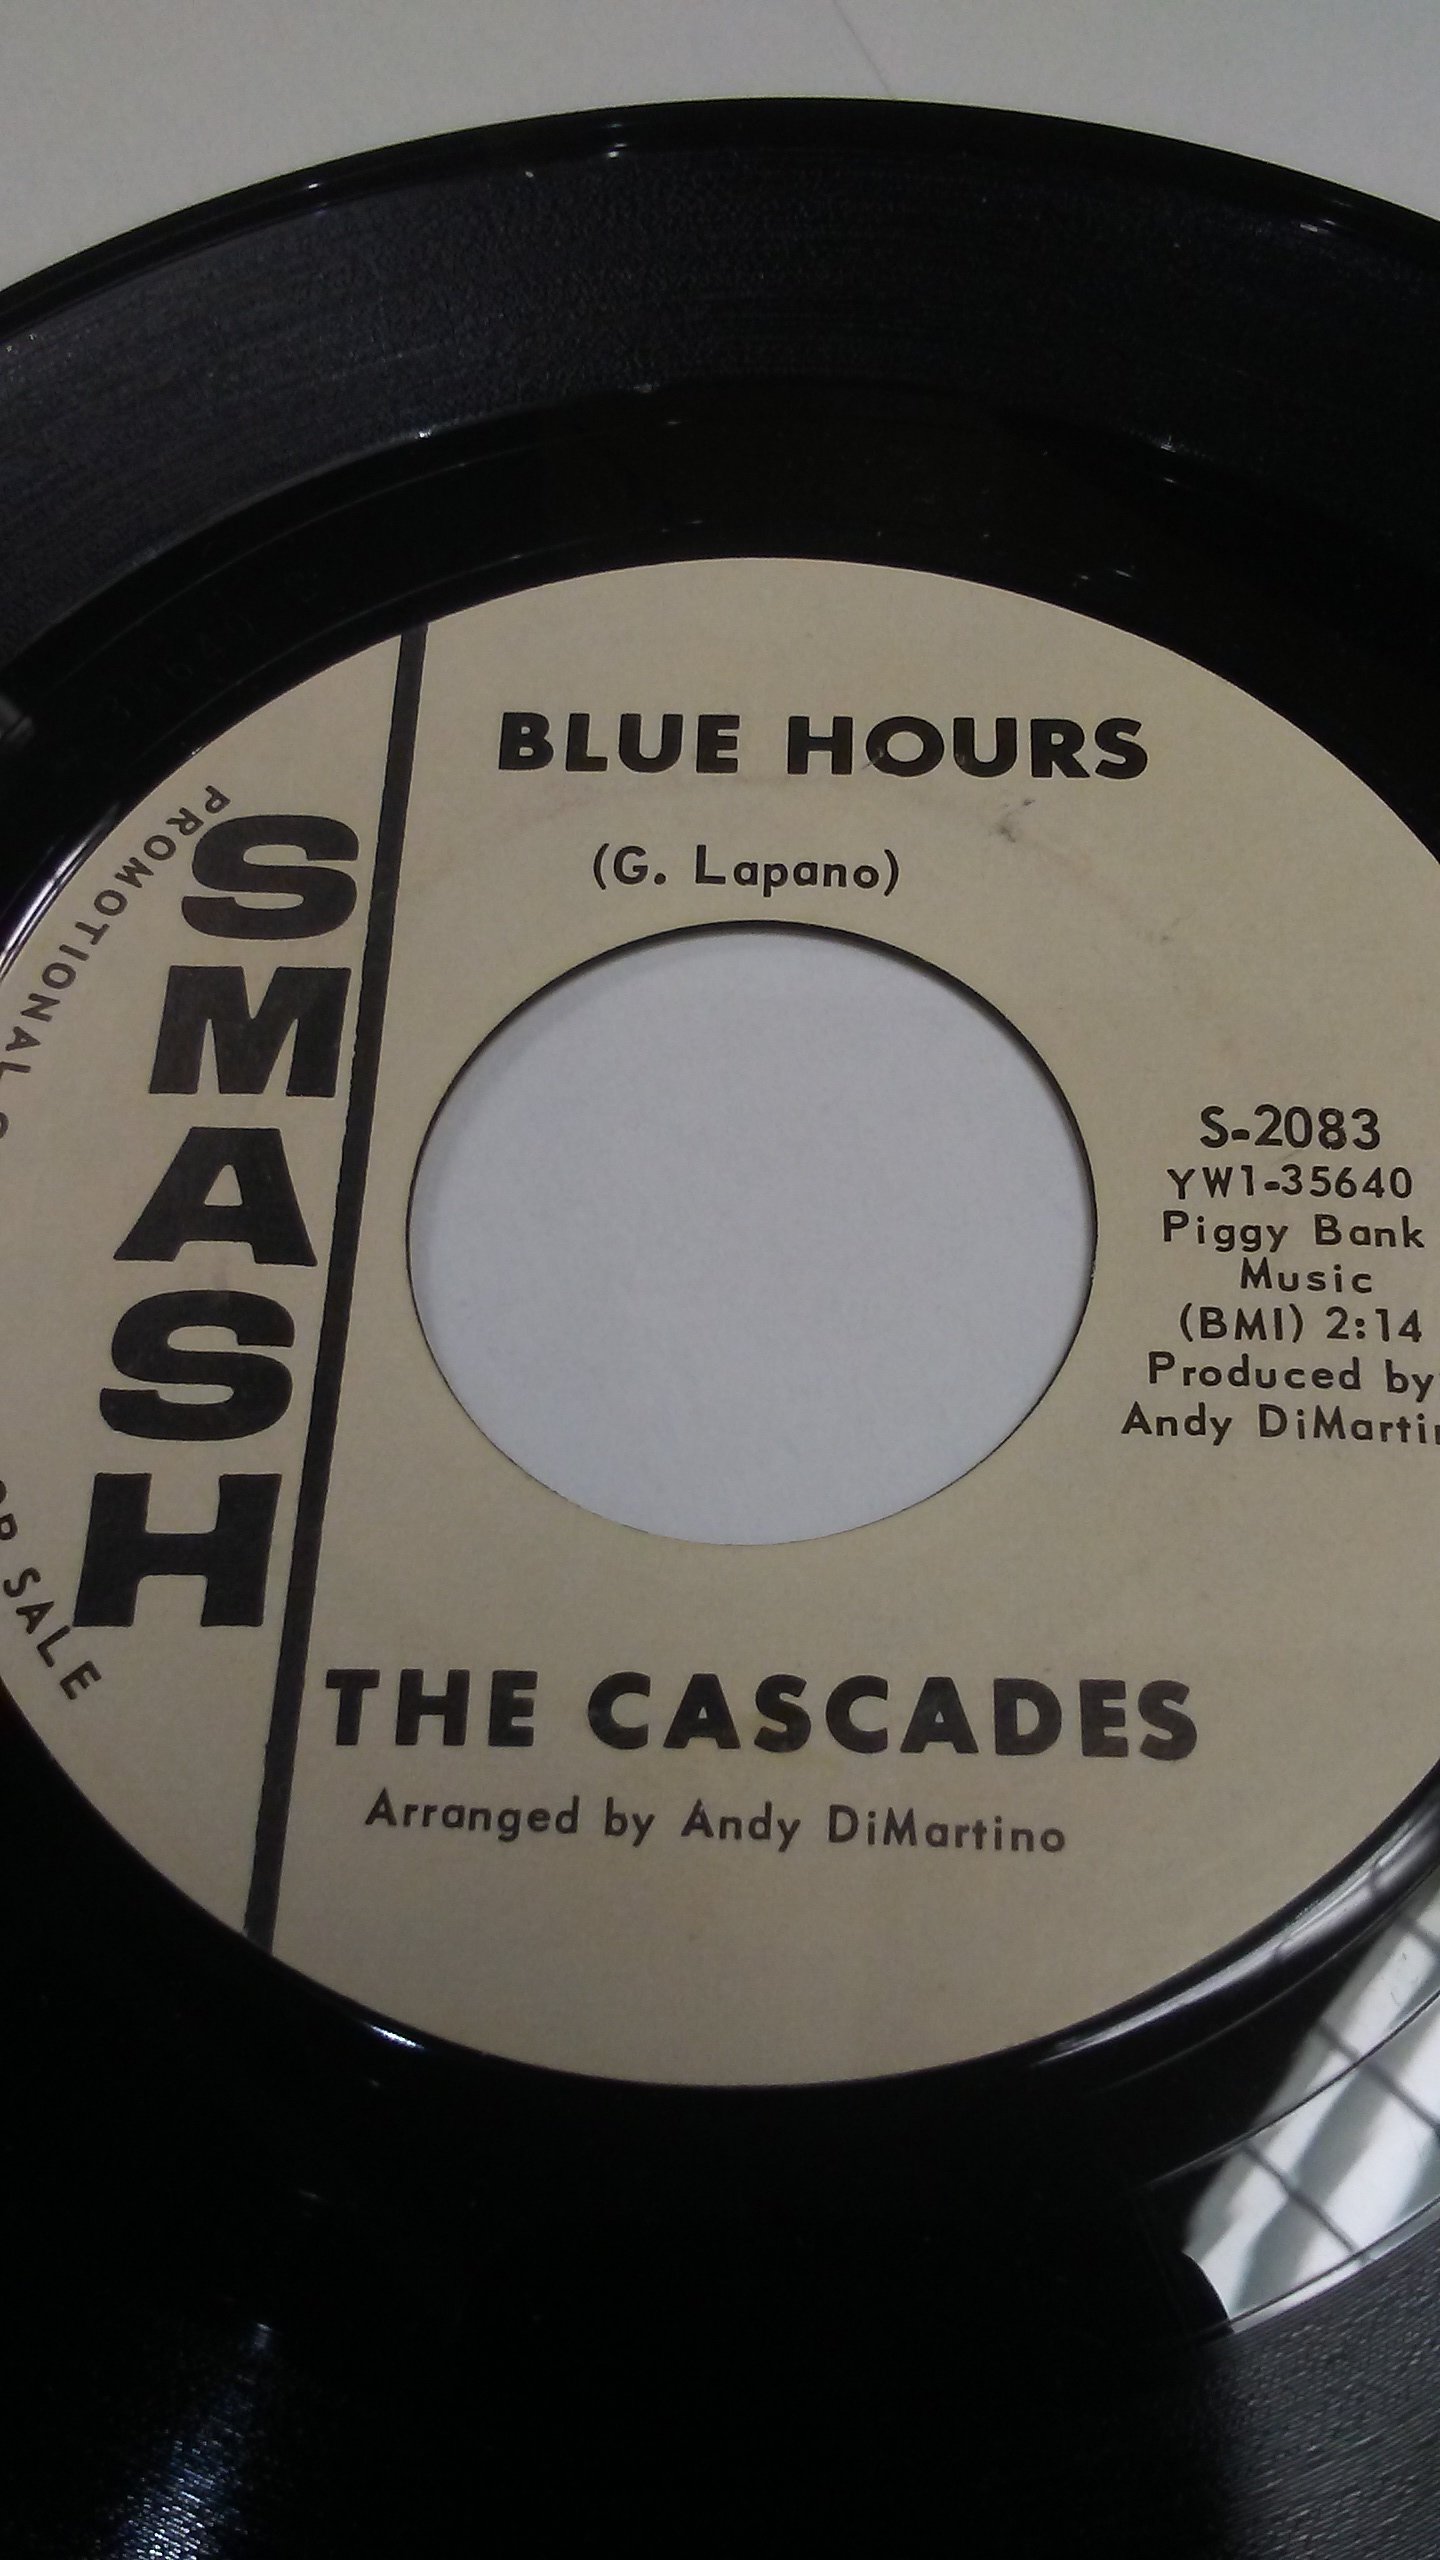 BLUE HOURS
(G. Lapano)
PROMOTIONAL
SMASH
SALE
S-2083
YW1-35640
Piggy Bank
Music
(BMI) 2:14
Produced by
Andy DiMartin
THE CASCADES
Arranged by Andy DiMartino